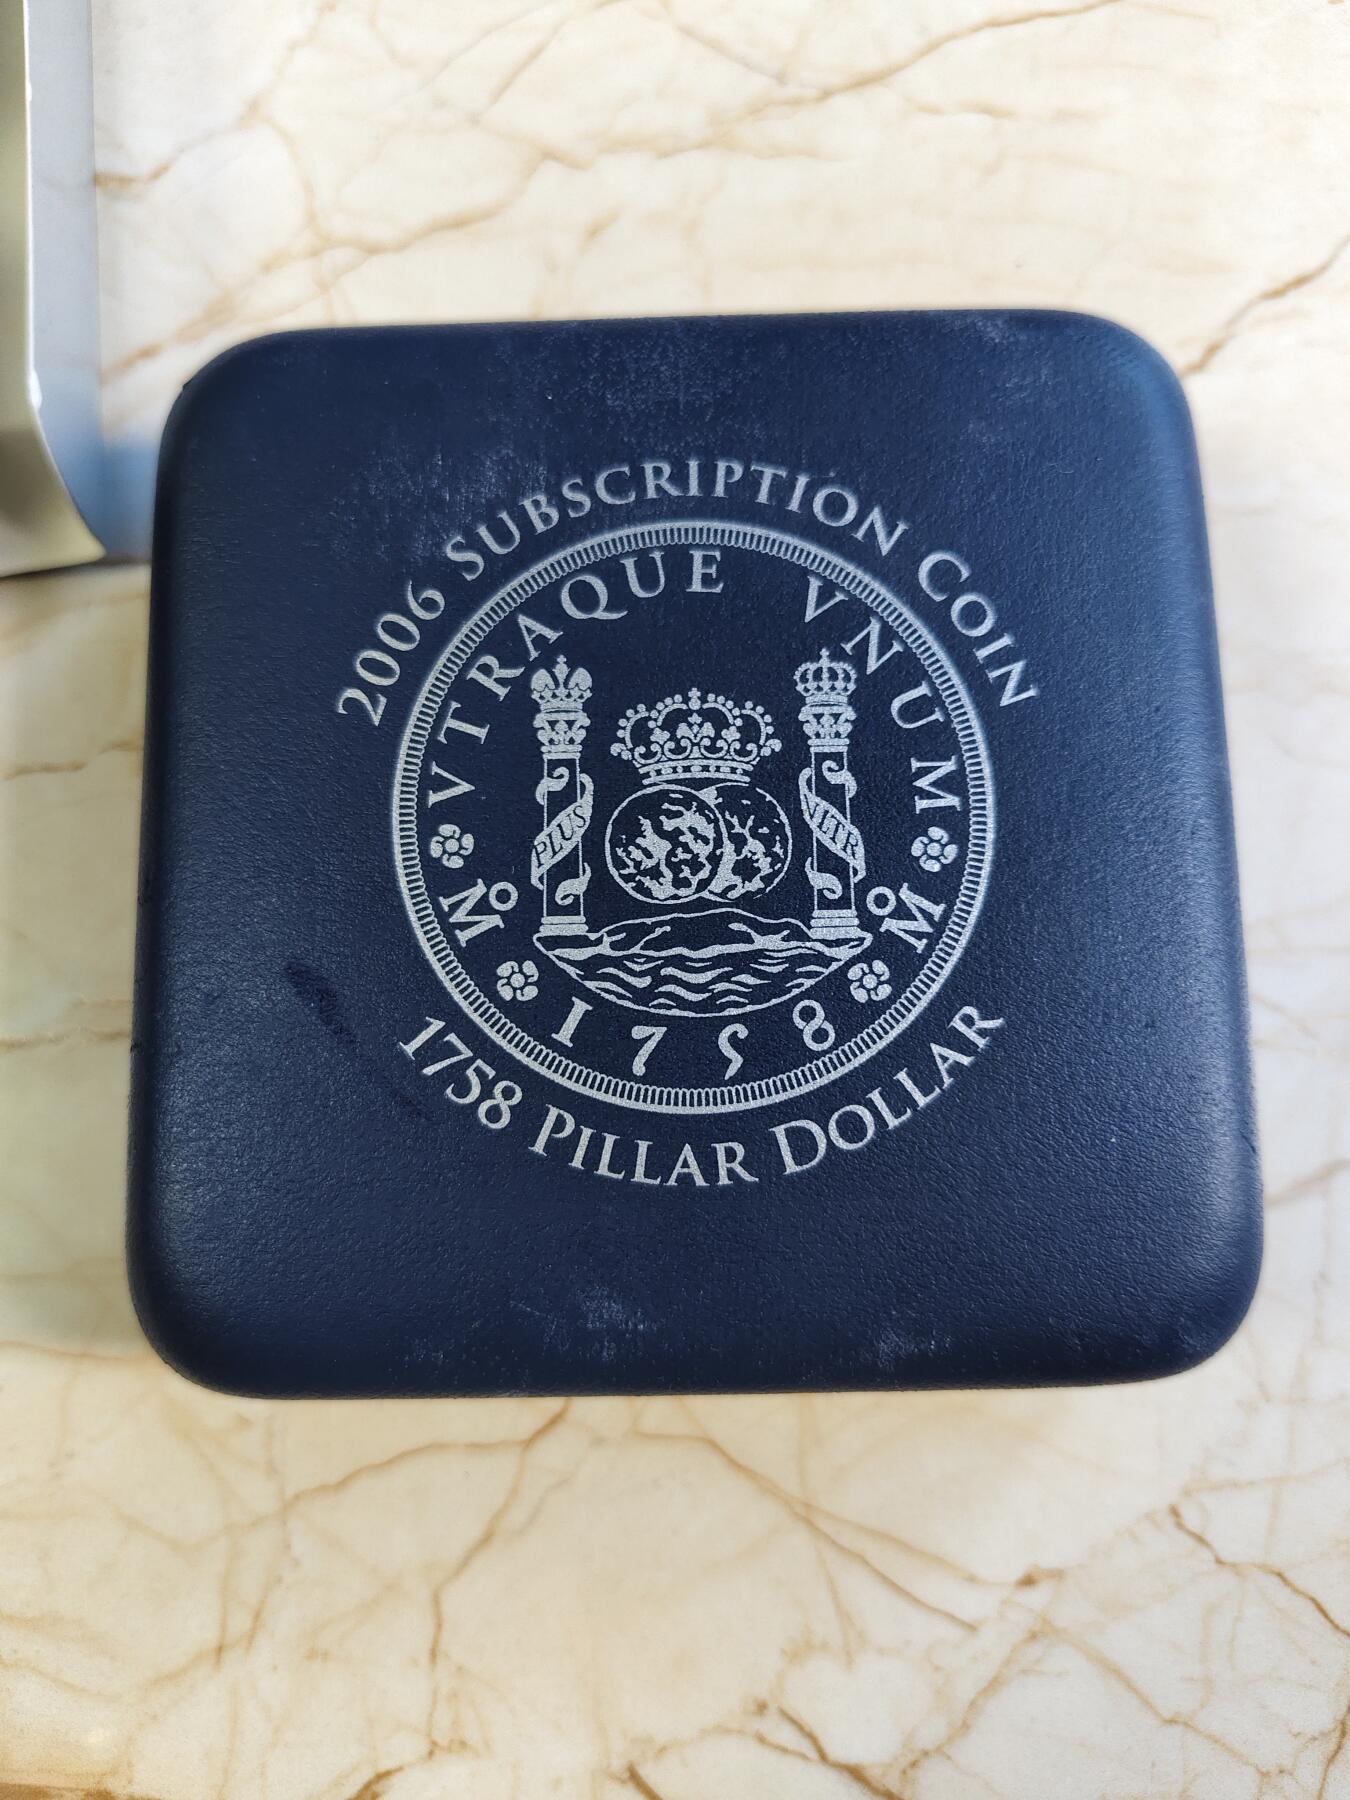 2006 SUBSCRIPTION COIN
VTRAQUE VNUM
PLUS
VLTR
M̊
M̊
1758
1758 PILLAR DOLLAR